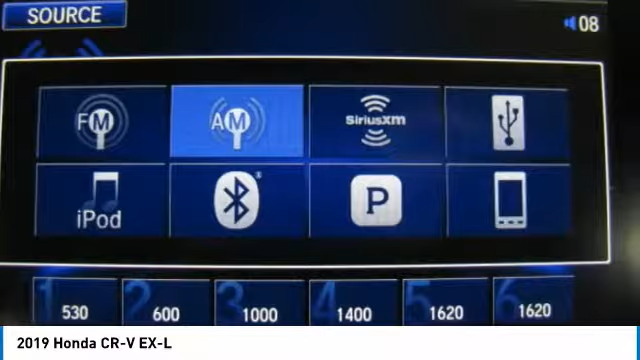 SOURCE
08
FM
AM
SiriusXM
iPod
P
1 530
2 600
3 1000
4 1400
5 1620
6 1620
2019 Honda CR-V EX-L